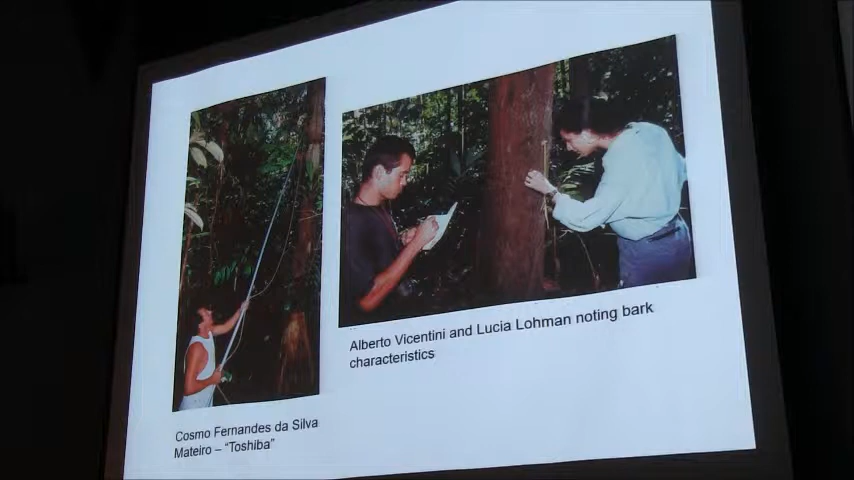 Alberto Vicentini and Lucia Lohman noting bark
characteristics
Cosmo Fernandes da Silva
Mateiro – "Toshiba"